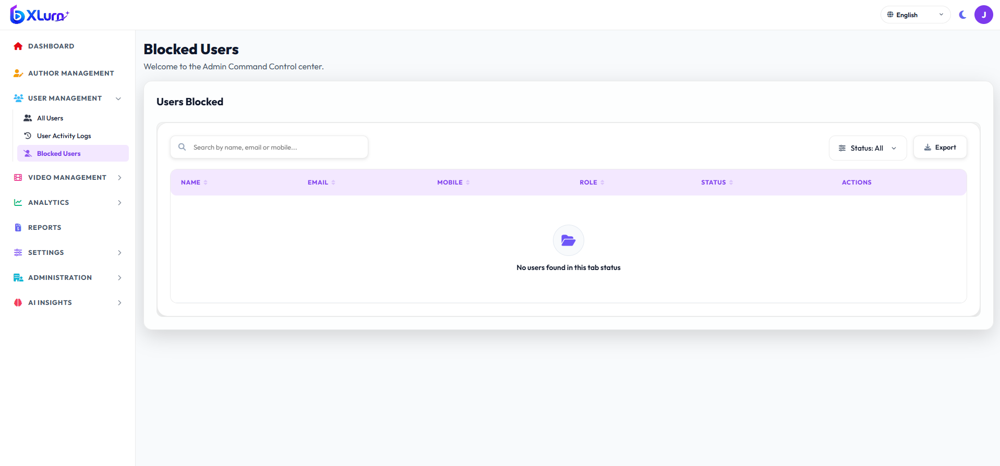 XLurn
English
J
DASHBOARD
AUTHOR MANAGEMENT
USER MANAGEMENT
All Users
User Activity Logs
Blocked Users
VIDEO MANAGEMENT
ANALYTICS
REPORTS
SETTINGS
ADMINISTRATION
AI INSIGHTS
Blocked Users
Welcome to the Admin Command Control center.
Users Blocked
Search by name, email or mobile...
Status: All
Export
NAME EMAIL MOBILE ROLE STATUS ACTIONS
No users found in this tab status